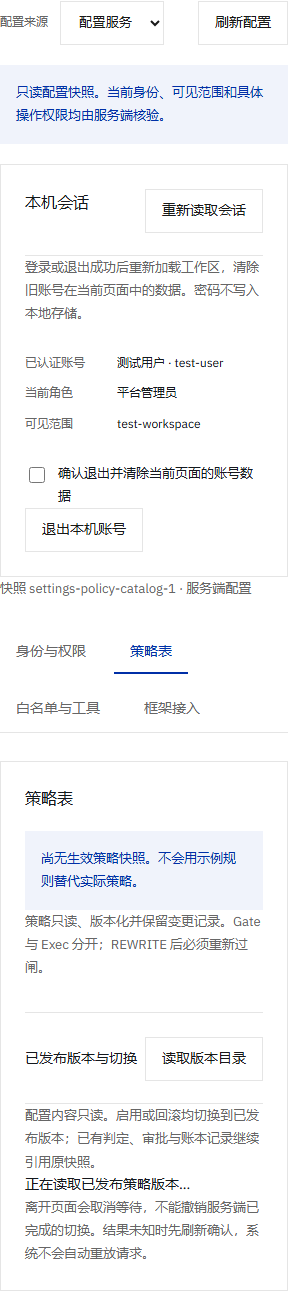 配置来源 配置服务 刷新配置
只读配置快照。当前身份、可见范围和具体
操作权限均由服务端核验。
本机会话 重新读取会话
登录或退出成功后重新加载工作区，清除
旧账号在当前页面中的数据。密码不写入
本地存储。
已认证账号 测试用户 · test-user
当前角色 平台管理员
可见范围 test-workspace
确认退出并清除当前页面的账号数
据
退出本机账号
快照 settings-policy-catalog-1 · 服务端配置
身份与权限 策略表
白名单与工具 框架接入
策略表
尚无生效策略快照。不会用示例规
则替代实际策略。
策略只读、版本化并保留变更记录。Gate
与 Exec 分开；REWRITE 后必须重新过
闸。
已发布版本与切换 读取版本目录
配置内容只读。启用或回滚均切换到已发
布版本；已有判定、审批与账本记录继续
引用原快照。
正在读取已发布策略版本...
离开页面会取消等待，不能撤销服务端已
完成的切换。结果未知时先刷新确认，系
统不会自动重放请求。